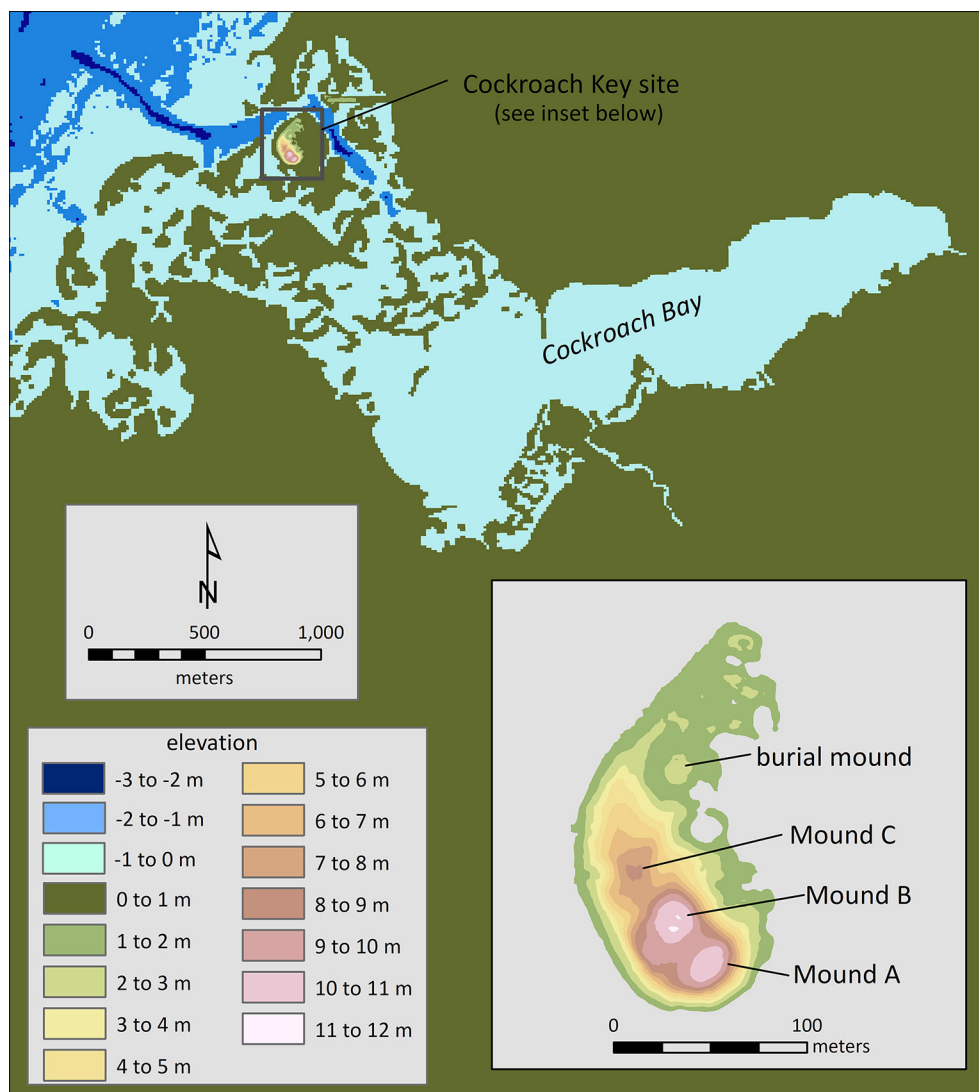 Cockroach Key site
(see inset below)
Cockroach Bay
N
0 500 1,000
meters
elevation
-3 to -2 m
-2 to -1 m
-1 to 0 m
0 to 1 m
1 to 2 m
2 to 3 m
3 to 4 m
4 to 5 m
5 to 6 m
6 to 7 m
7 to 8 m
8 to 9 m
9 to 10 m
10 to 11 m
11 to 12 m
burial mound
Mound C
Mound B
Mound A
0 100
meters